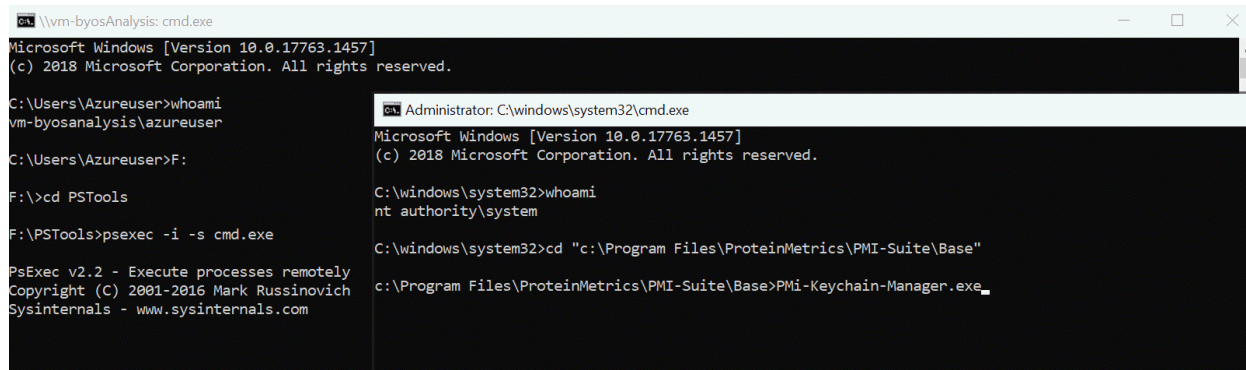 \\vm-byosAnalysis: cmd.exe
Microsoft Windows [Version 10.0.17763.1457]
(c) 2018 Microsoft Corporation. All rights reserved.
C:\Users\Azureuser>whoami
vm-byosanalysis\azureuser
C:\Users\Azureuser>F:
F:\>cd PSTools
F:\PSTools>psexec -i -s cmd.exe
PsExec v2.2 - Execute processes remotely
Copyright (C) 2001-2016 Mark Russinovich
Sysinternals - www.sysinternals.com
Administrator: C:\windows\system32\cmd.exe
Microsoft Windows [Version 10.0.17763.1457]
(c) 2018 Microsoft Corporation. All rights reserved.
C:\windows\system32>whoami
nt authority\system
C:\windows\system32>cd "c:\Program Files\ProteinMetrics\PMI-Suite\Base"
c:\Program Files\ProteinMetrics\PMI-Suite\Base>PMi-Keychain-Manager.exe